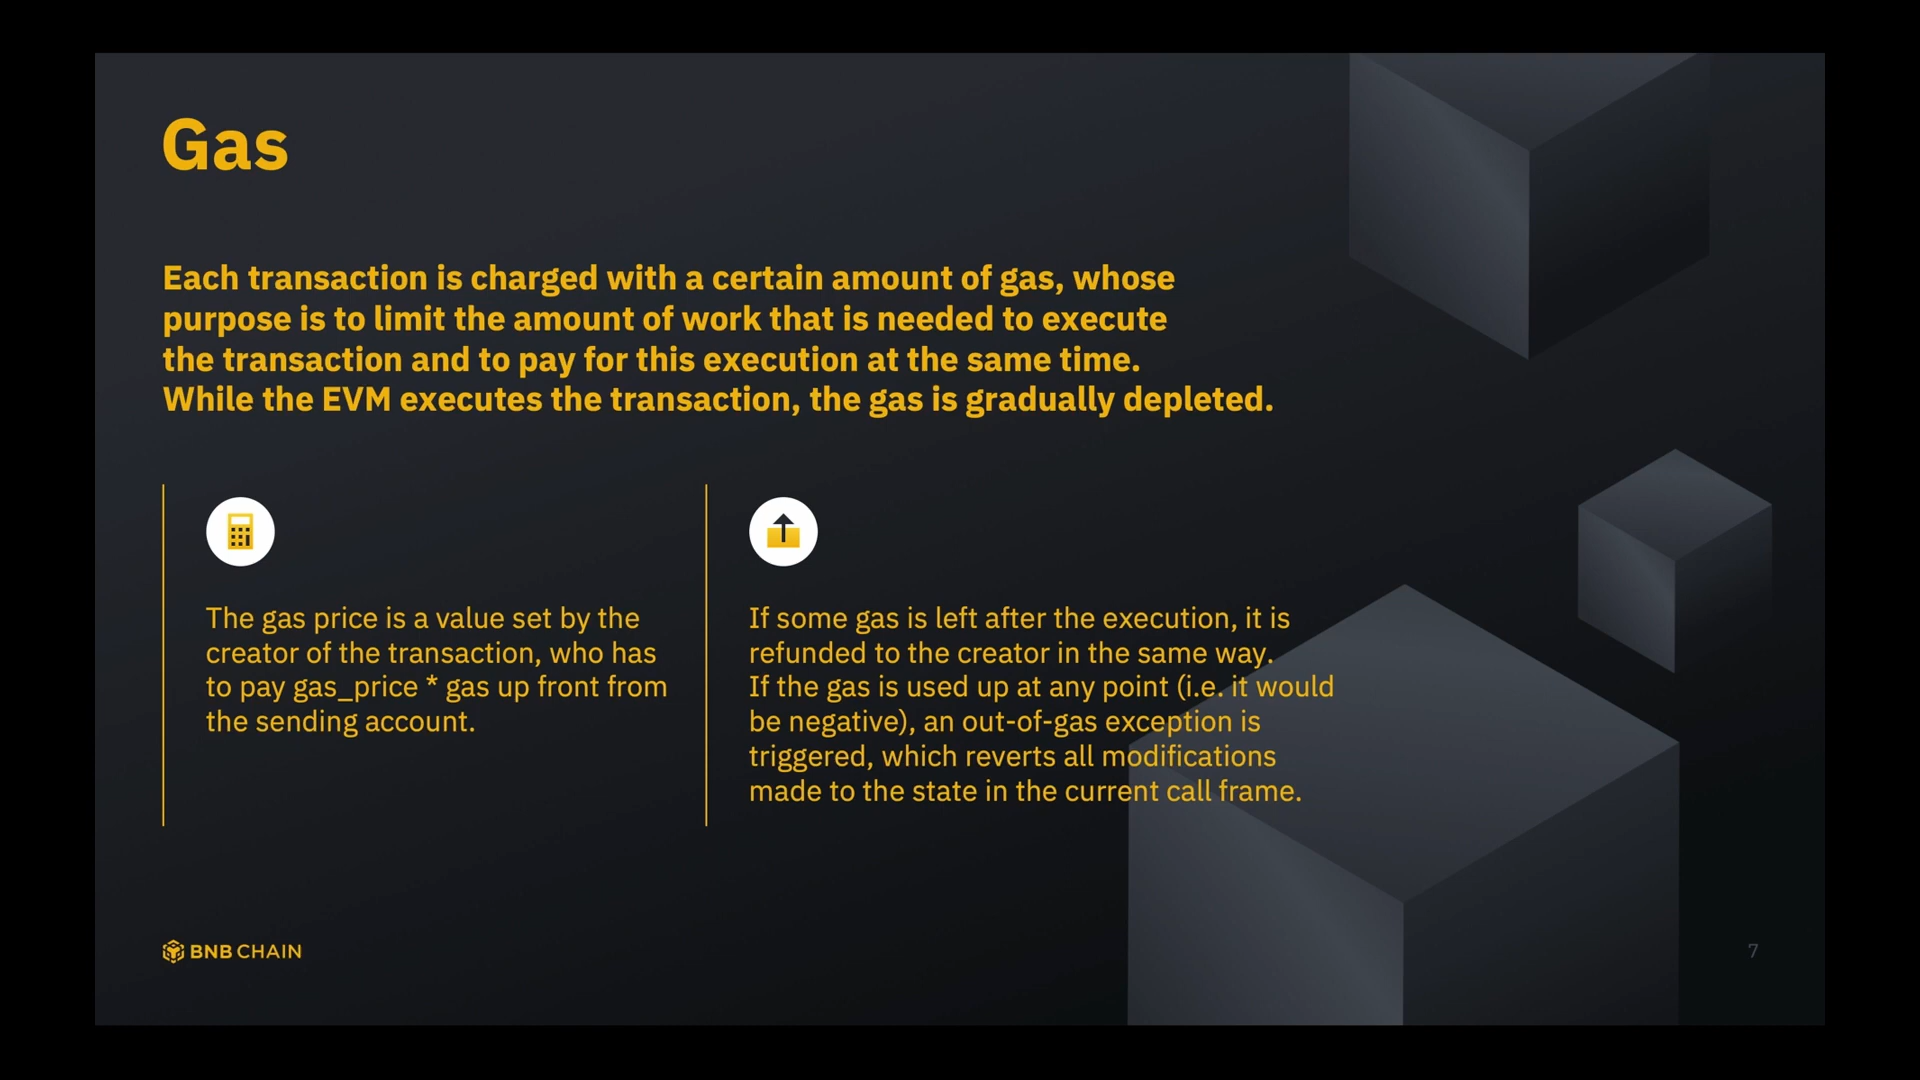 Gas
Each transaction is charged with a certain amount of gas, whose
purpose is to limit the amount of work that is needed to execute
the transaction and to pay for this execution at the same time.
While the EVM executes the transaction, the gas is gradually depleted.
The gas price is a value set by the
creator of the transaction, who has
to pay gas_price * gas up front from
the sending account.
If some gas is left after the execution, it is
refunded to the creator in the same way.
If the gas is used up at any point (i.e. it would
be negative), an out-of-gas exception is
triggered, which reverts all modifications
made to the state in the current call frame.
BNB CHAIN
7